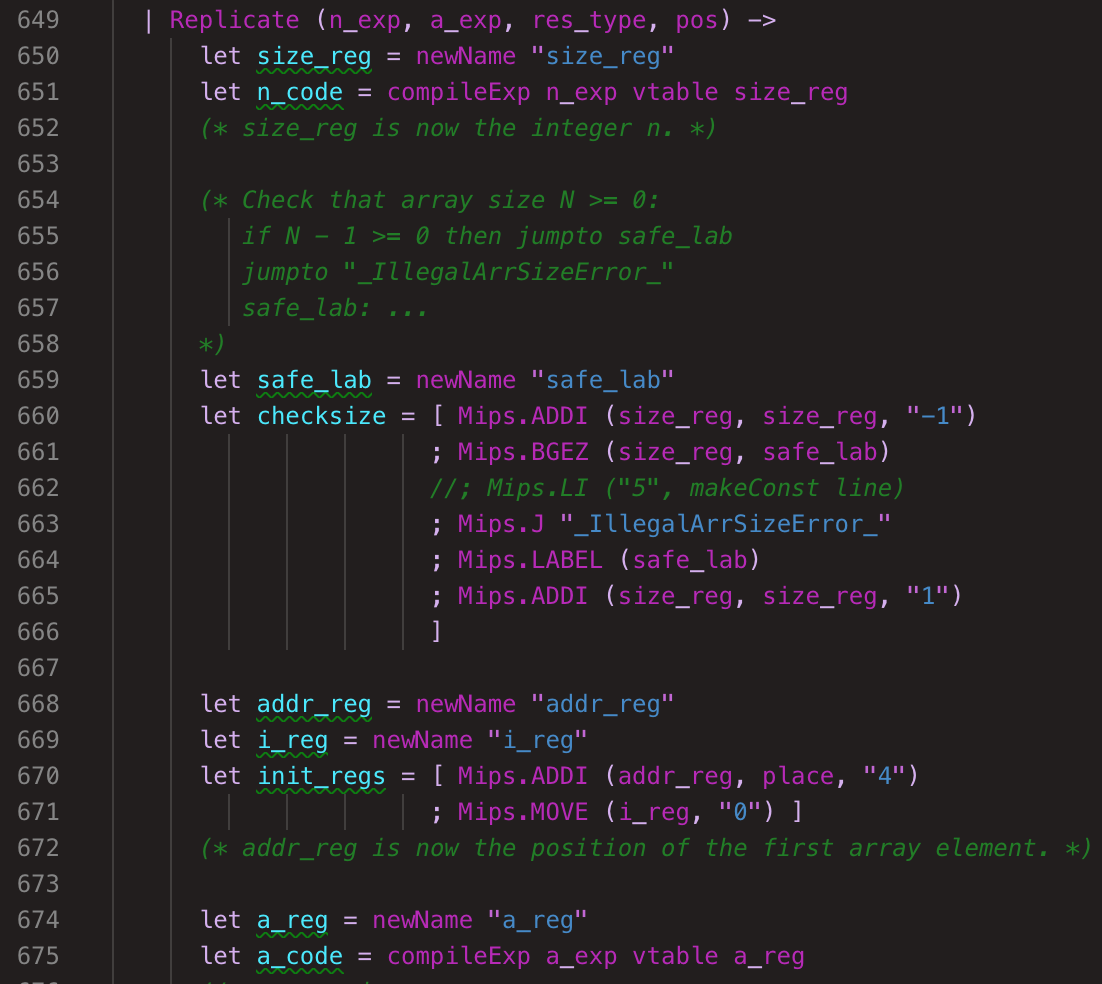 649 | Replicate (n_exp, a_exp, res_type, pos) ->
650 let size_reg = newName "size_reg"
651 let n_code = compileExp n_exp vtable size_reg
652 (* size_reg is now the integer n. *)
653
654 (* Check that array size N >= 0:
655 if N - 1 >= 0 then jumpto safe_lab
656 jumpto "_IllegalArrSizeError_"
657 safe_lab: ...
658 *)
659 let safe_lab = newName "safe_lab"
660 let checksize = [ Mips.ADDI (size_reg, size_reg, "-1")
661 ; Mips.BGEZ (size_reg, safe_lab)
662 //; Mips.LI ("5", makeConst line)
663 ; Mips.J "_IllegalArrSizeError_"
664 ; Mips.LABEL (safe_lab)
665 ; Mips.ADDI (size_reg, size_reg, "1")
666 ]
667
668 let addr_reg = newName "addr_reg"
669 let i_reg = newName "i_reg"
670 let init_regs = [ Mips.ADDI (addr_reg, place, "4")
671 ; Mips.MOVE (i_reg, "0") ]
672 (* addr_reg is now the position of the first array element. *)
673
674 let a_reg = newName "a_reg"
675 let a_code = compileExp a_exp vtable a_reg